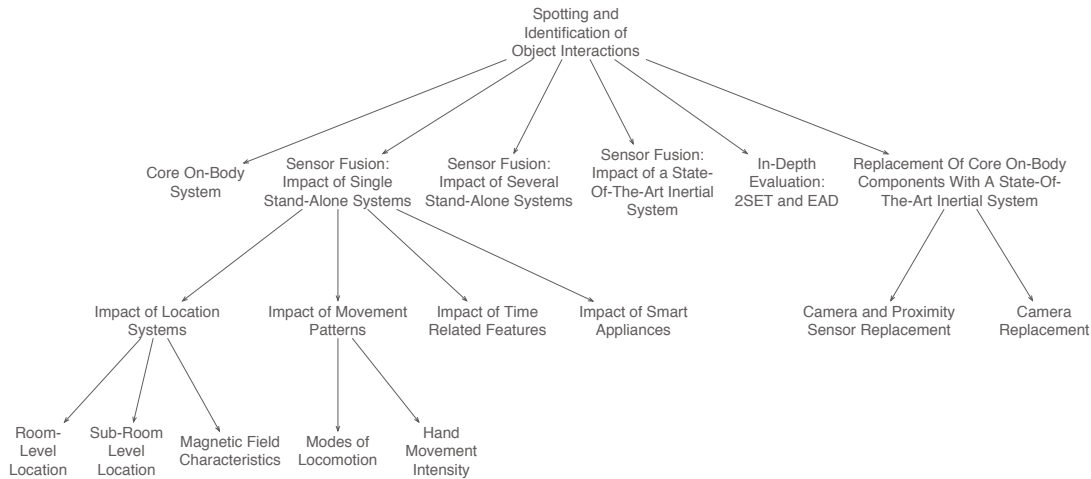 Spotting and
Identification of
Object Interactions
Core On-Body
System
Sensor Fusion:
Impact of Single
Stand-Alone Systems
Sensor Fusion:
Impact of Several
Stand-Alone Systems
Sensor Fusion:
Impact of a State-
Of-The-Art Inertial
System
In-Depth
Evaluation:
2SET and EAD
Replacement Of Core On-Body
Components With A State-Of-
The-Art Inertial System
Impact of Location
Systems
Impact of Movement
Patterns
Impact of Time
Related Features
Impact of Smart
Appliances
Camera and Proximity
Sensor Replacement
Camera
Replacement
Room-
Level
Location
Sub-Room
Level
Location
Magnetic Field
Characteristics
Modes of
Locomotion
Hand
Movement
Intensity